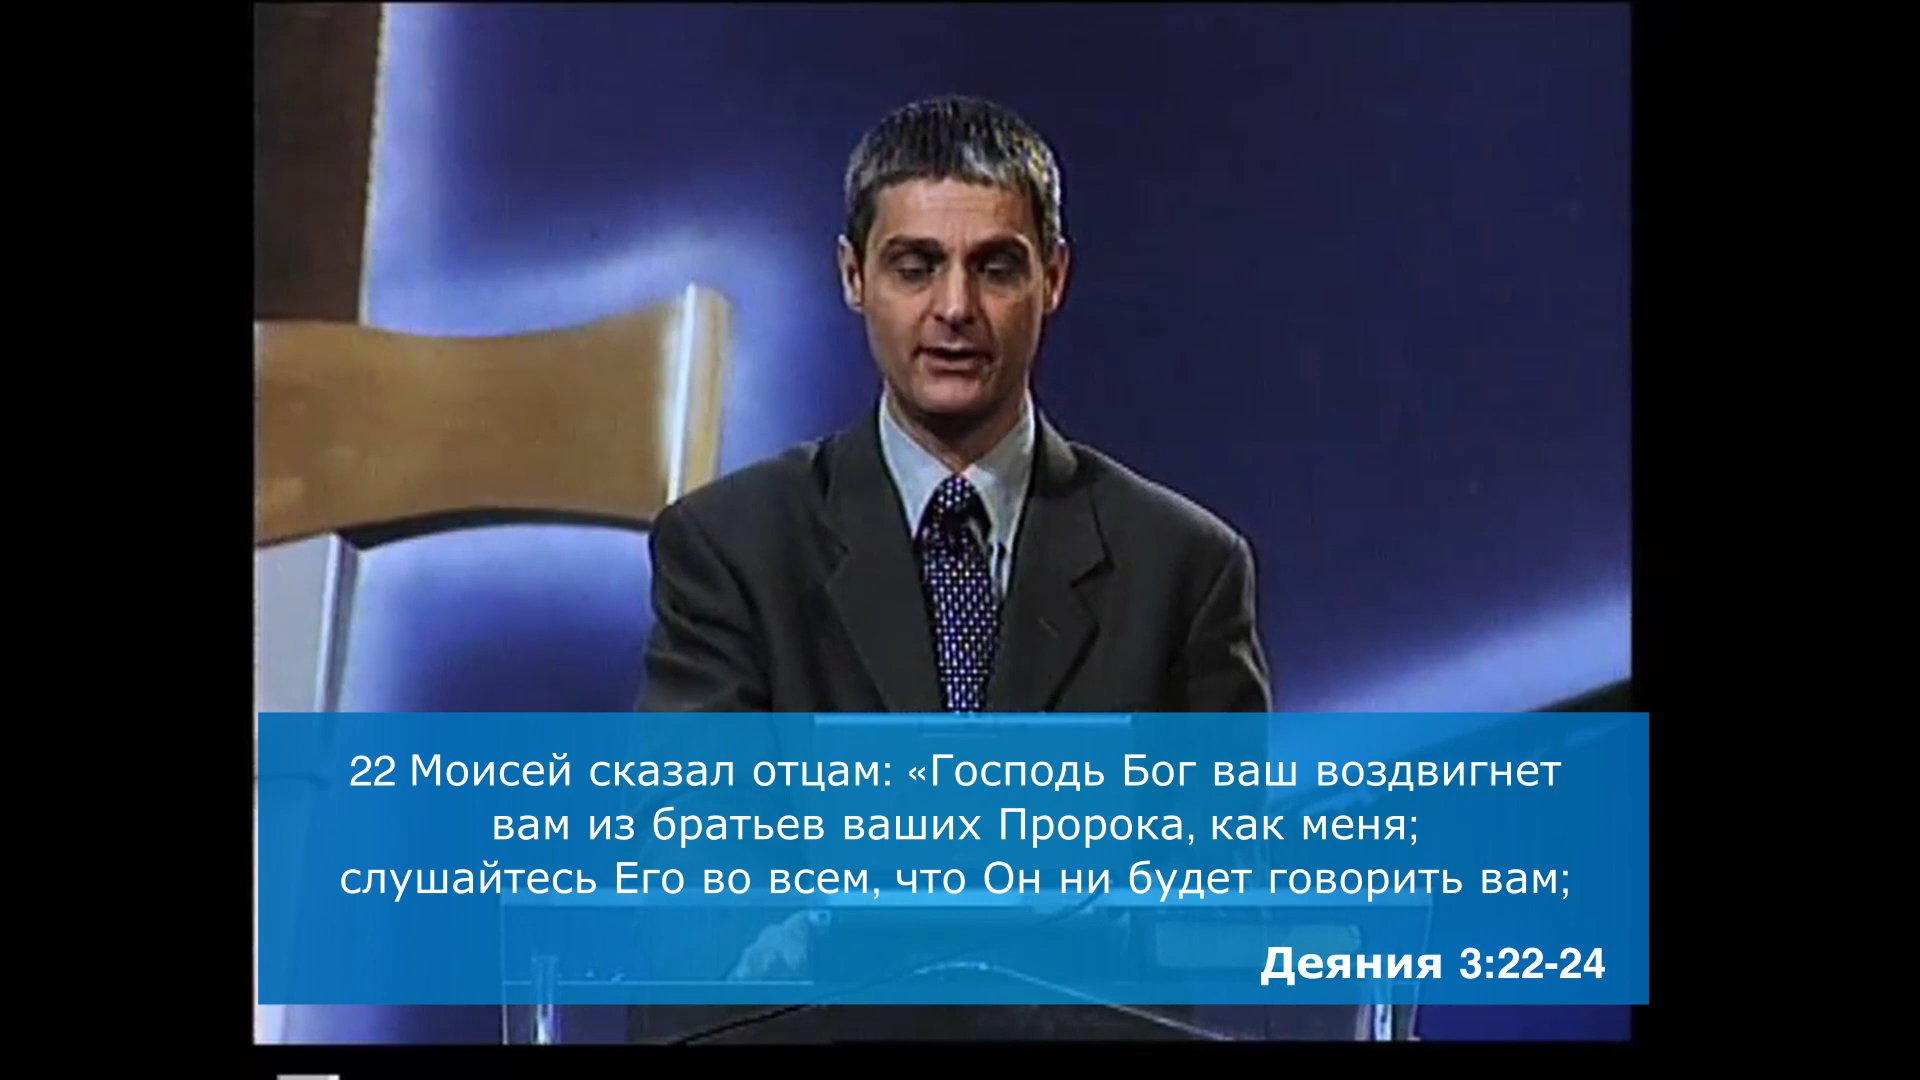 22 Моисей сказал отцам: «Господь Бог ваш воздвигнет
вам из братьев ваших Пророка, как меня;
слушайтесь Его во всем, что Он ни будет говорить вам;
Деяния 3:22-24